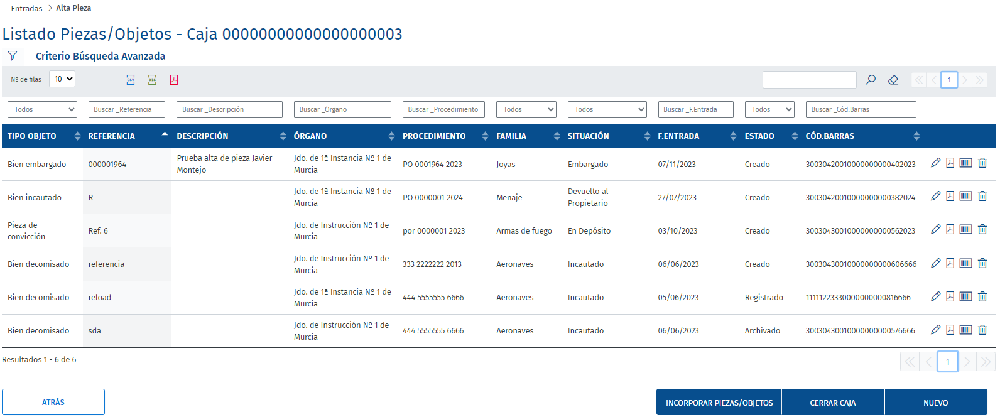 Entradas > Alta Pieza
Listado Piezas/Objetos - Caja 00000000000000000003
Criterio Búsqueda Avanzada
Nº de filas 10 CSV XLS 1
Todos Buscar _Referencia Buscar _Descripción Buscar _Órgano Buscar _Procedimiento Todos Todos Buscar _F.Entrada Todos Buscar _Cód.Barras
TIPO OBJETO REFERENCIA DESCRIPCIÓN ÓRGANO PROCEDIMIENTO FAMILIA SITUACIÓN F.ENTRADA ESTADO CÓD.BARRAS
Prueba alta de pieza Javier Jdo. de 1ª Instancia Nº 1 de
Bien embargado 000001964 Montejo Murcia PO 0001964 2023 Joyas Embargado 07/11/2023 Creado 30030420010000000000402023
Jdo. de 1ª Instancia Nº 1 de Devuelto al
Bien incautado R Murcia PO 0000001 2024 Menaje Propietario 27/07/2023 Creado 30030420010000000000382024
Pieza de Jdo. de Instrucción Nº 1 de
convicción Ref. 6 Murcia por 0000001 2023 Armas de fuego En Depósito 03/10/2023 Creado 30030430010000000000562023
Jdo. de Instrucción Nº 1 de
Bien decomisado referencia Murcia 333 2222222 2013 Aeronaves Incautado 06/06/2023 Creado 30030430010000000000606666
Jdo. de 1ª Instancia Nº 1 de
Bien decomisado reload Murcia 444 5555555 6666 Aeronaves Incautado 05/06/2023 Registrado 11111223330000000000816666
Jdo. de Instrucción Nº 1 de
Bien decomisado sda Murcia 444 5555555 6666 Aeronaves Incautado 06/06/2023 Archivado 30030430010000000000576666
Resultados 1 - 6 de 6 1
ATRÁS INCORPORAR PIEZAS/OBJETOS CERRAR CAJA NUEVO